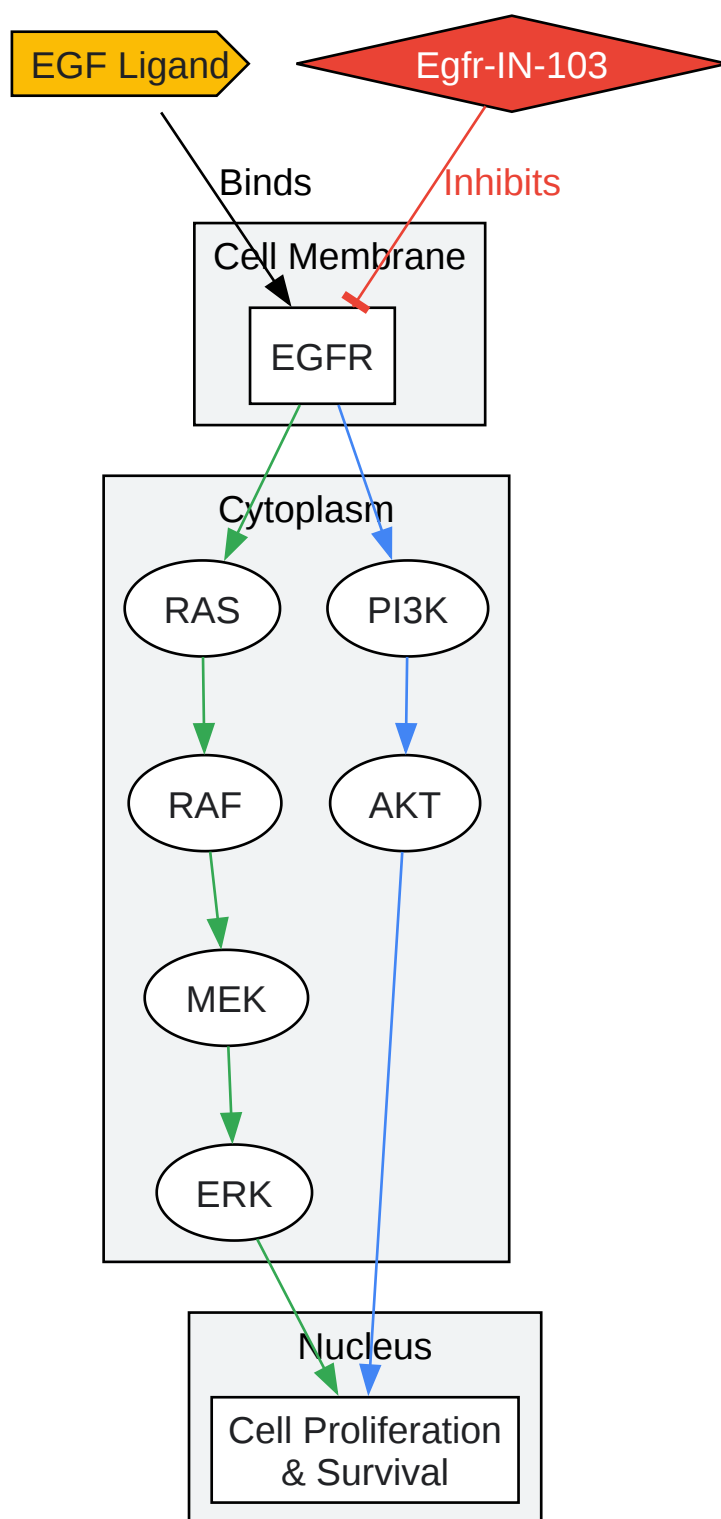 EGF Ligand
Egfr-IN-103
Binds
Inhibits
Cell Membrane
EGFR
Cytoplasm
RAS
PI3K
RAF
AKT
MEK
ERK
Nucleus
Cell Proliferation
& Survival